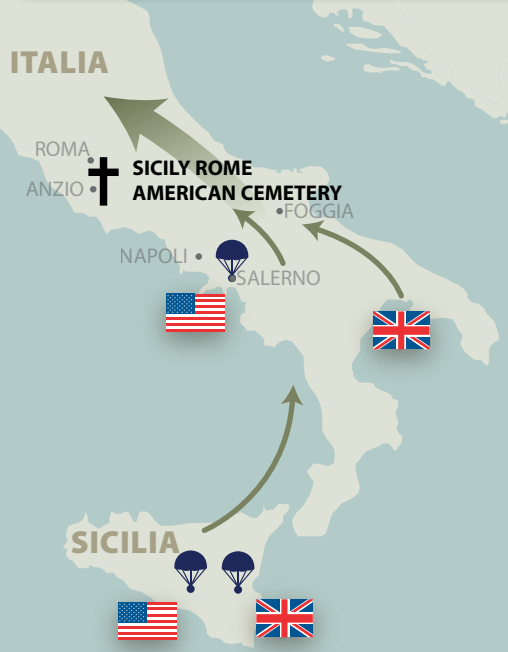 ITALIA
ROMA
SICILY ROME
AMERICAN CEMETERY
ANZIO
FOGGIA
NAPOLI
SALERNO
SICILIA